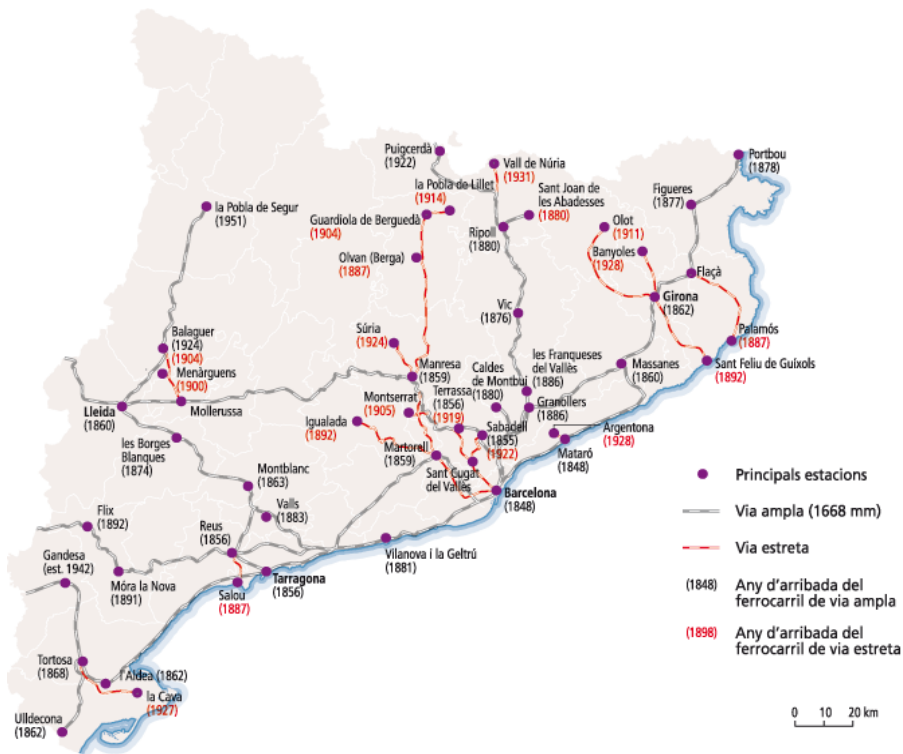 Puigcerdà
(1922)
Vall de Núria
(1931)
Portbou
(1878)
la Pobla de Lillet
(1914)
Sant Joan de
les Abadesses
(1880)
Figueres
(1877)
la Pobla de Segur
(1951)
Guardiola de Berguedà
(1904)
Ripoll
(1880)
Olot
(1911)
Banyoles
(1928)
Olvan (Berga)
(1887)
Flaçà
Girona
(1862)
Vic
(1876)
Palamós
(1887)
Sant Feliu de Guíxols
(1892)
Balaguer
(1924)
(1904)
Menàrguens
(1900)
Súria
(1924)
Manresa
(1859)
Caldes
de Montbui
(1880)
les Franqueses
del Vallès
(1886)
Massanes
(1860)
Lleida
(1860)
Mollerussa
Montserrat
(1905)
Terrassa
(1856)
(1919)
Granollers
(1886)
Igualada
(1892)
Sabadell
(1855)
(1922)
Argentona
(1928)
les Borges
Blanques
(1874)
Martorell
(1859)
Sant Cugat
del Vallès
Mataró
(1848)
Montblanc
(1863)
Barcelona
(1848)
Valls
(1883)
Flix
(1892)
Reus
(1856)
Vilanova i la Geltrú
(1881)
Gandesa
(est. 1942)
Móra la Nova
(1891)
Salou
(1887)
Tarragona
(1856)
Tortosa
(1868)
l'Aldea (1862)
la Cava
(1927)
Ulldecona
(1862)
Principals estacions
Via ampla (1668 mm)
Via estreta
(1848) Any d'arribada del
ferrocarril de via ampla
(1898) Any d'arribada del
ferrocarril de via estreta
0 20 km